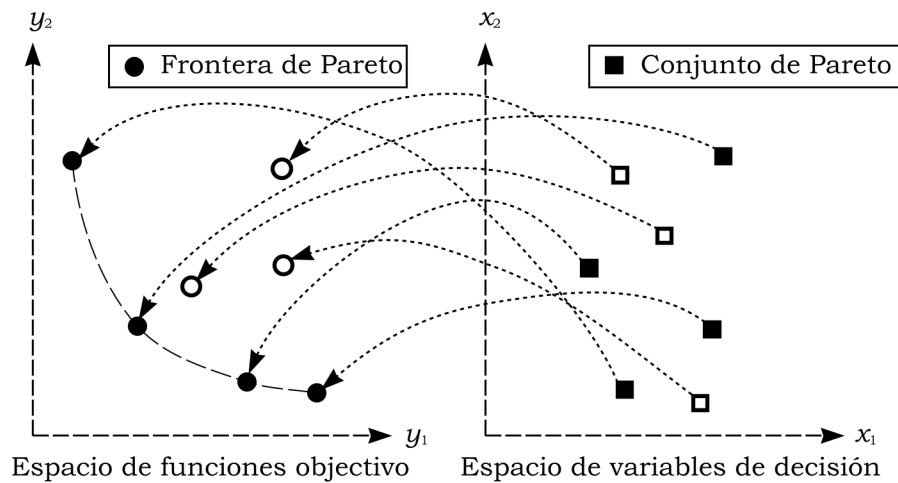 y₂
x₂
Frontera de Pareto
Conjunto de Pareto
y₁
x₁
Espacio de funciones objectivo
Espacio de variables de decisión